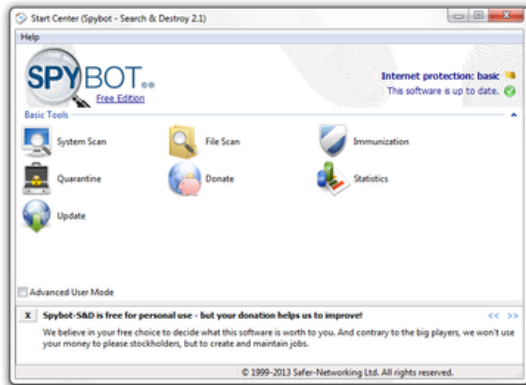 Start Center (Spybot - Search & Destroy 2.1)
Help
SPYBOT
Free Edition
Internet protection: basic
This software is up to date.
Basic Tools
System Scan
File Scan
Immunization
Quarantine
Donate
Statistics
Update
Advanced User Mode
X Spybot-S&D is free for personal use - but your donation helps us to improve! << >>
We believe in your free choice to decide what this software is worth to you. And contrary to the big players, we won't use
your money to please stockholders, but to create and maintain jobs.
© 1999-2013 Safer-Networking Ltd. All rights reserved.